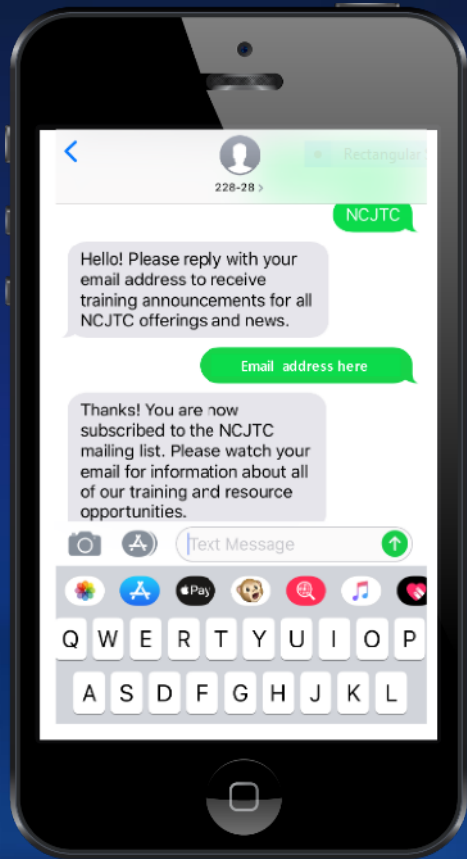 Rectangular
228-28 >
NCJTC
Hello! Please reply with your
email address to receive
training announcements for all
NCJTC offerings and news.
Email address here
Thanks! You are now
subscribed to the NCJTC
mailing list. Please watch your
email for information about all
of our training and resource
opportunities.
Text Message
Pay
Q W E R T Y U I O P
A S D F G H J K L